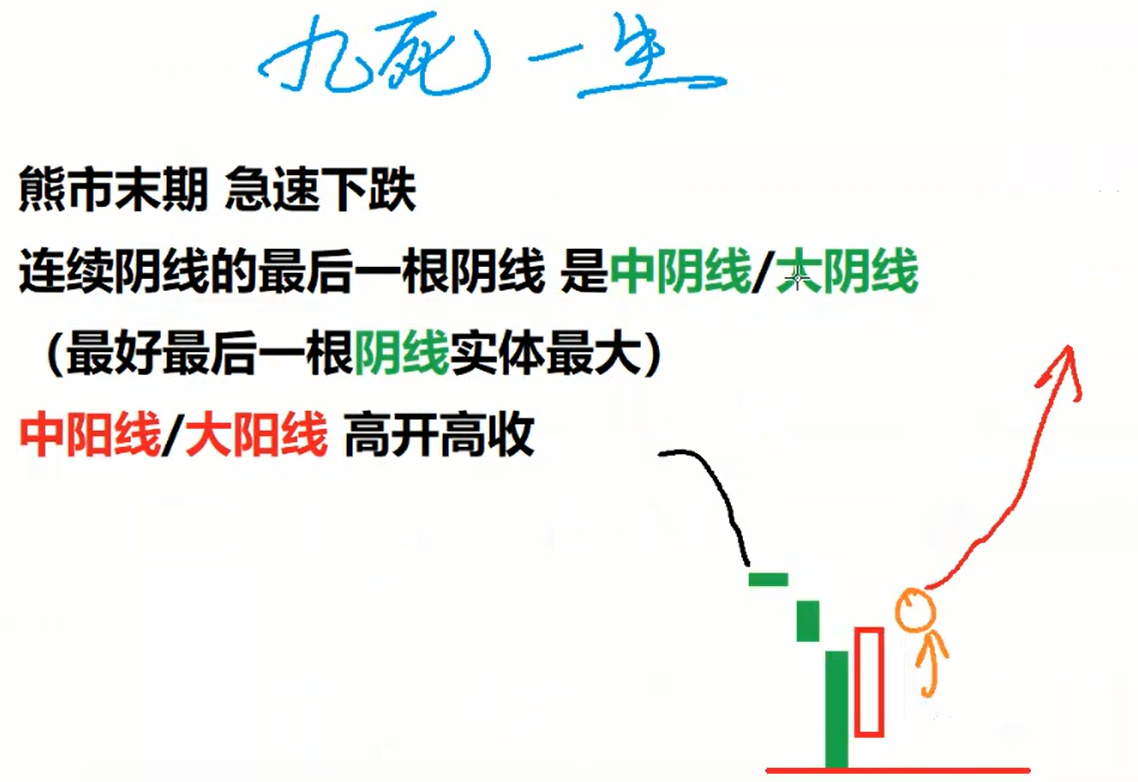 九死一生
熊市末期 急速下跌
连续阴线的最后一根阴线 是中阴线/大阴线
（最好最后一根阴线实体最大）
中阳线/大阳线 高开高收